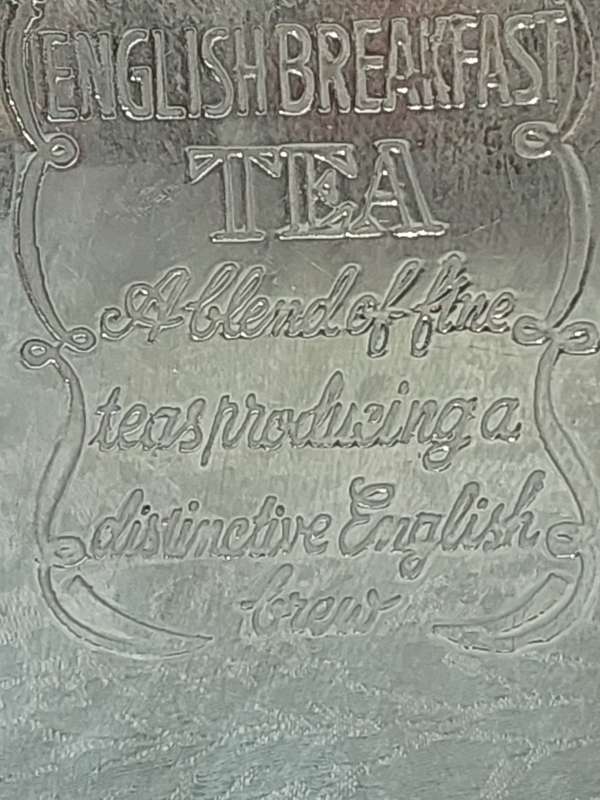 ENGLISH BREAKFAST
TEA
A blend of fine
teas producing a
distinctive English
brew